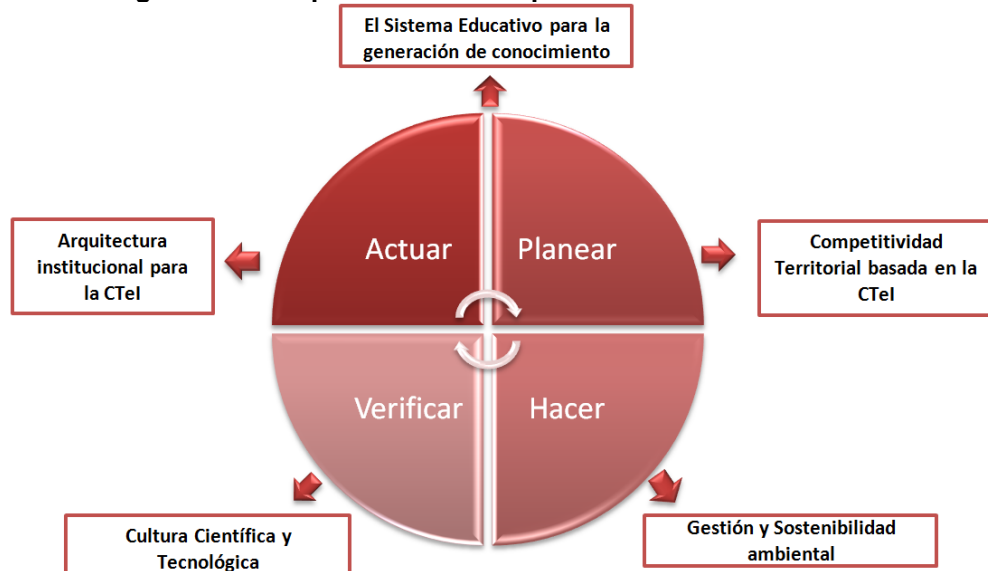 El Sistema Educativo para la
generación de conocimiento
Actuar
Planear
Arquitectura
institucional para
la CTeI
Competitividad
Territorial basada en la
CTeI
Verificar
Hacer
Cultura Científica y
Tecnológica
Gestión y Sostenibilidad
ambiental